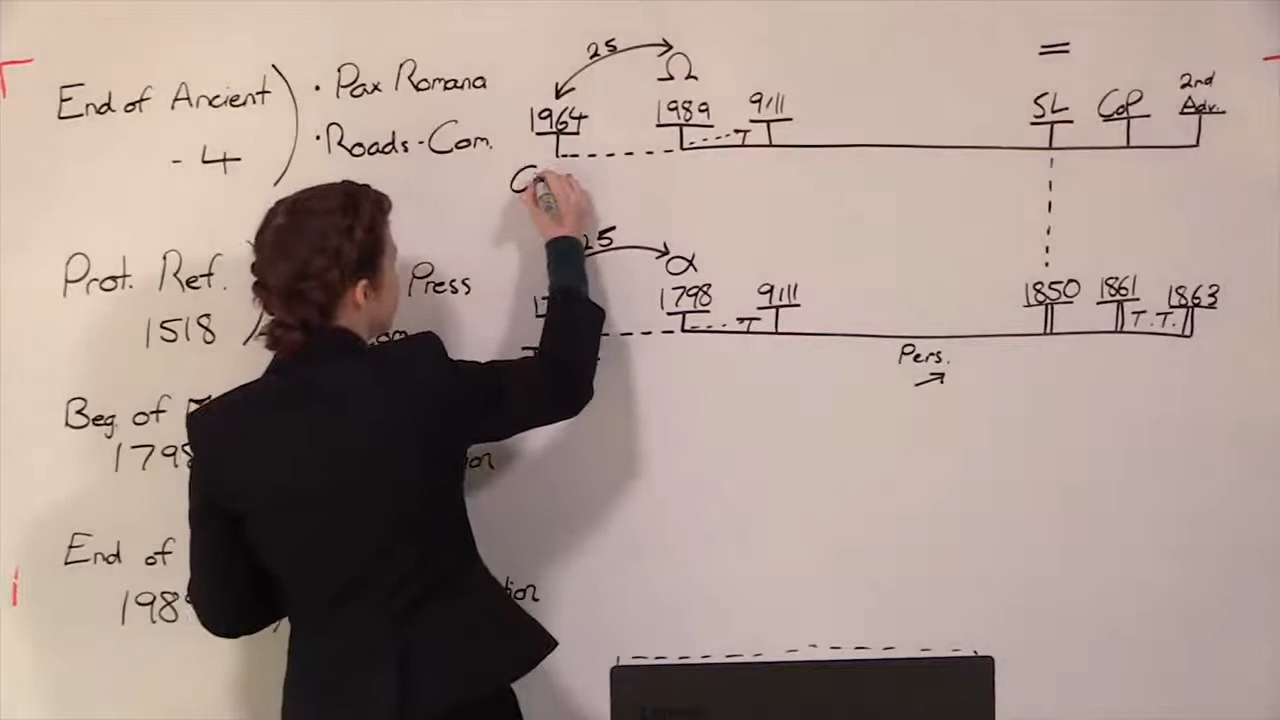 End of Ancient
- 4
· Pax Romana
· Roads - Com.
25
Ω
1964
1989
9/11
=
SL
CoP
2nd
Adv.
C
Prot. Ref.
1518
Press
25
α
1798
9/11
T
T
1850
1861
1863
T. T.
Pers.
Beg of
End of